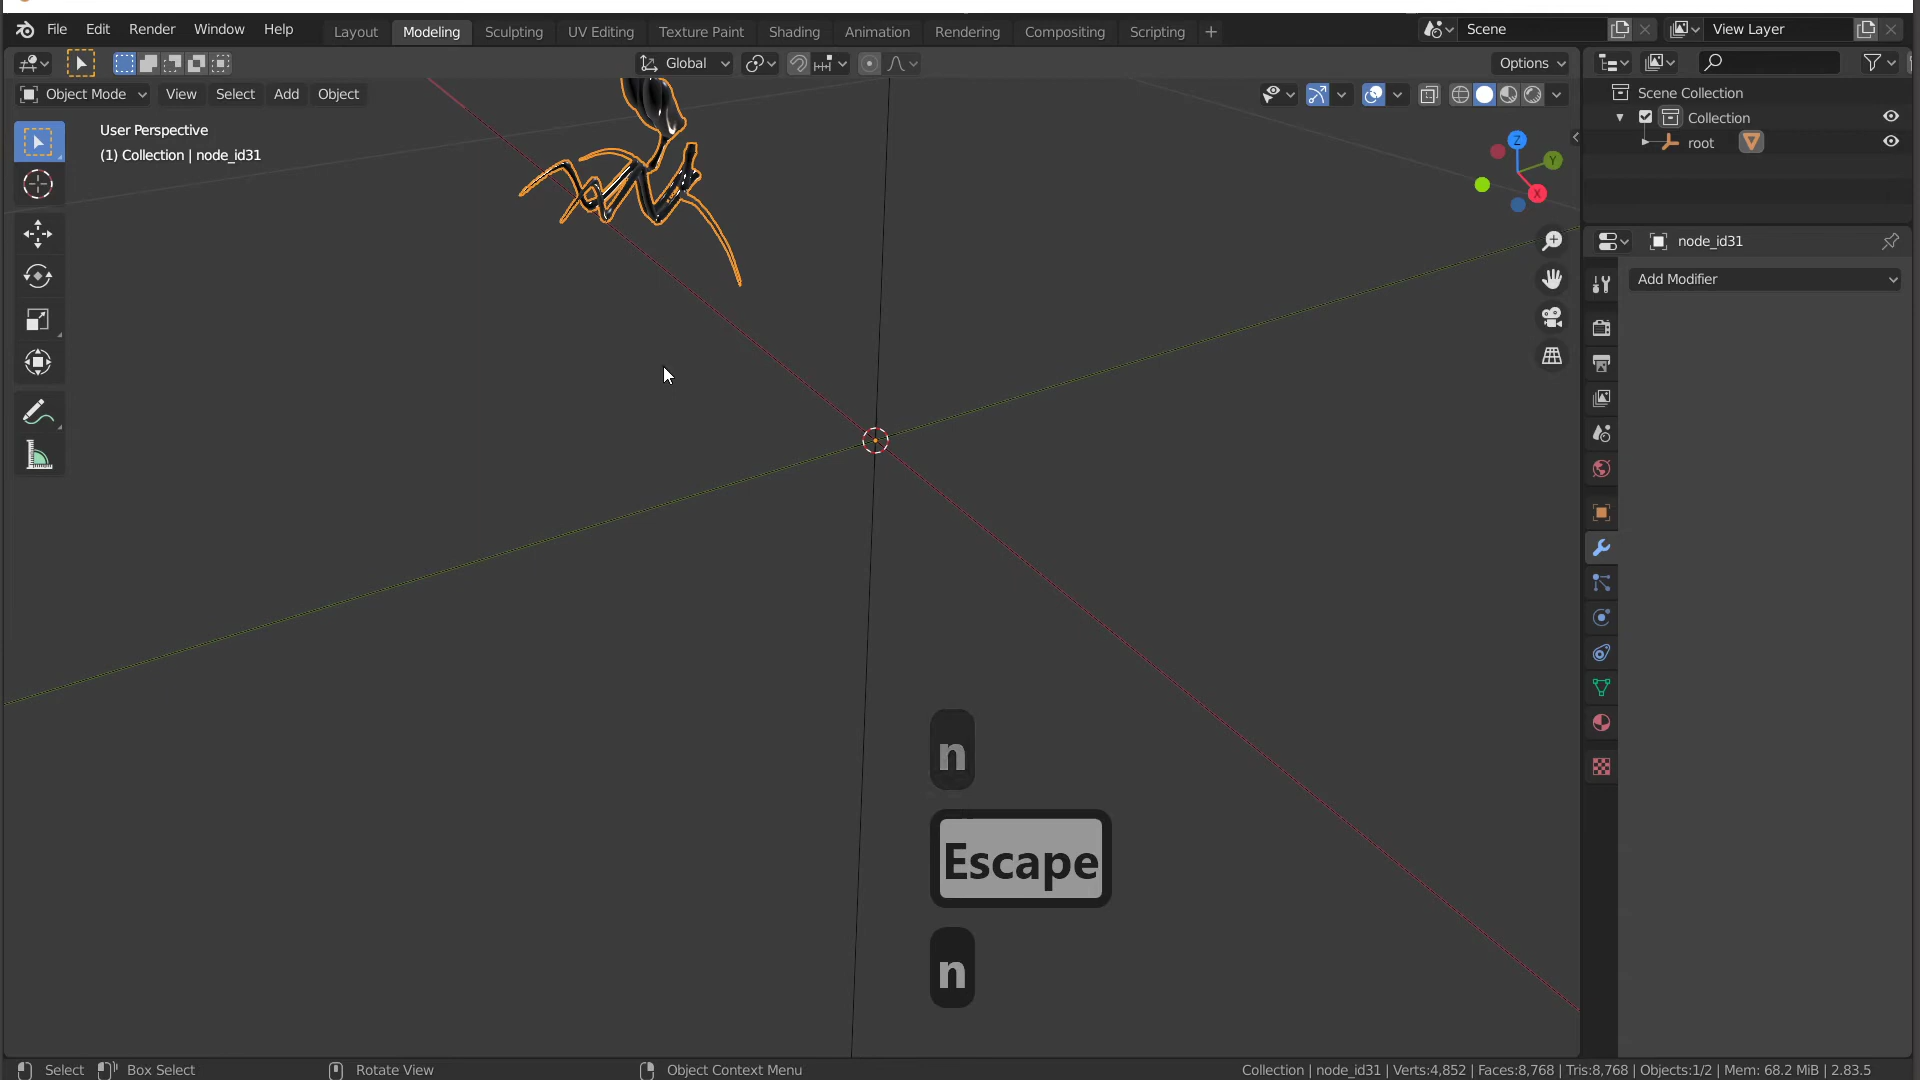 File Edit Render Window Help Layout Modeling Sculpting UV Editing Texture Paint Shading Animation Rendering Compositing Scripting + Scene View Layer
Global Options
Object Mode View Select Add Object
User Perspective
(1) Collection | node_id31
Z
Y
X
Scene Collection
Collection
root
node_id31
Add Modifier
n
Escape
n
Select Box Select Rotate View Object Context Menu Collection | node_id31 | Verts:4,852 | Faces:8,768 | Tris:8,768 | Objects:1/2 | Mem: 68.2 MiB | 2.83.5